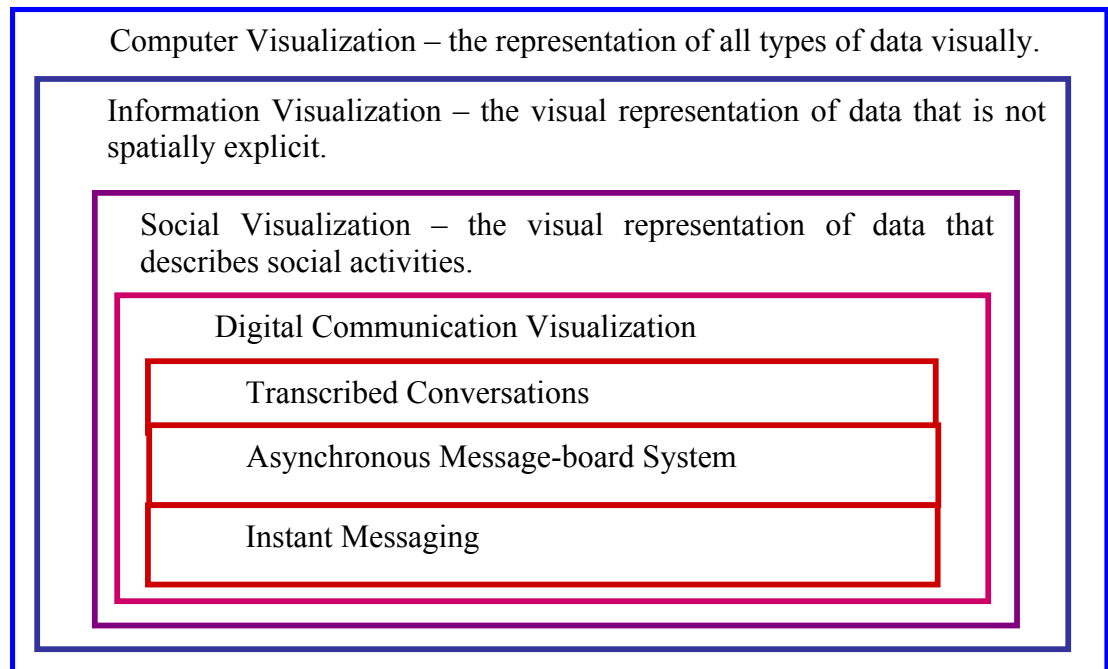 Computer Visualization – the representation of all types of data visually.
Information Visualization – the visual representation of data that is not
spatially explicit.
Social Visualization – the visual representation of data that
describes social activities.
Digital Communication Visualization
Transcribed Conversations
Asynchronous Message-board System
Instant Messaging